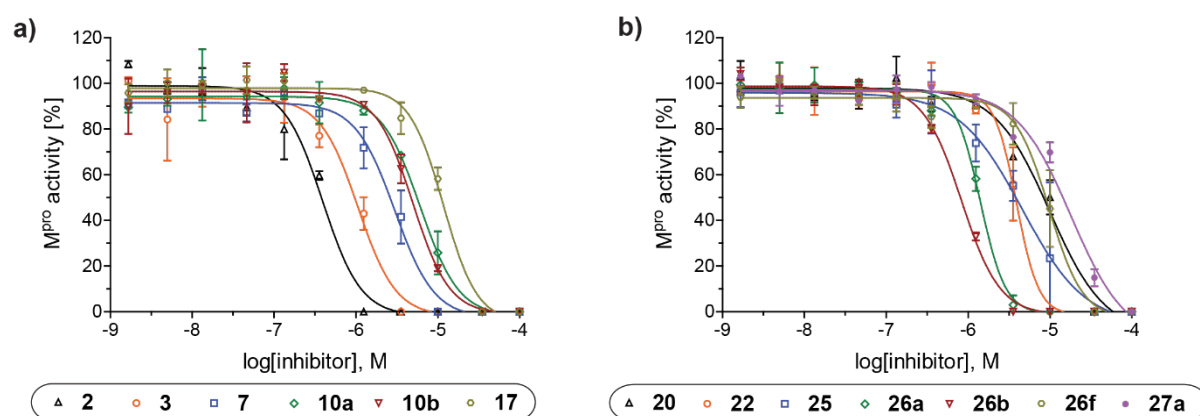 a)
120
100
80
60
40
20
0
Mpro activity [%]
-9 -8 -7 -6 -5 -4
log[inhibitor], M
2 3 7 10a 10b 17
b)
120
100
80
60
40
20
0
Mpro activity [%]
-9 -8 -7 -6 -5 -4
log[inhibitor], M
20 22 25 26a 26b 26f 27a